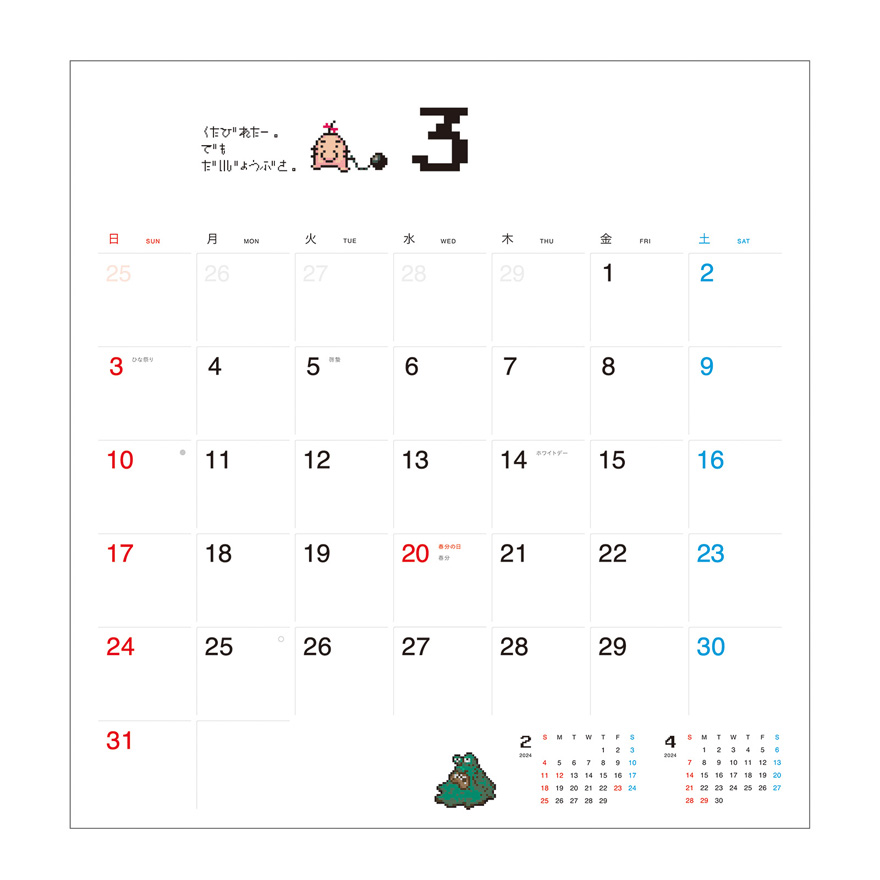 くたびれたー。
でも
だいじょうぶさ。
3
日 SUN 月 MON 火 TUE 水 WED 木 THU 金 FRI 土 SAT
25 26 27 28 29 1 2
3 ひな祭り 4 5 啓蟄 6 7 8 9
10 11 12 13 14 ホワイトデー 15 16
17 18 19 20 春分の日 21 22 23
春分
24 25 26 27 28 29 30
31
2
2024
S M T W T F S
1 2 3
4 5 6 7 8 9 10
11 12 13 14 15 16 17
18 19 20 21 22 23 24
25 26 27 28 29
4
2024
S M T W T F S
1 2 3 4 5 6
7 8 9 10 11 12 13
14 15 16 17 18 19 20
21 22 23 24 25 26 27
28 29 30